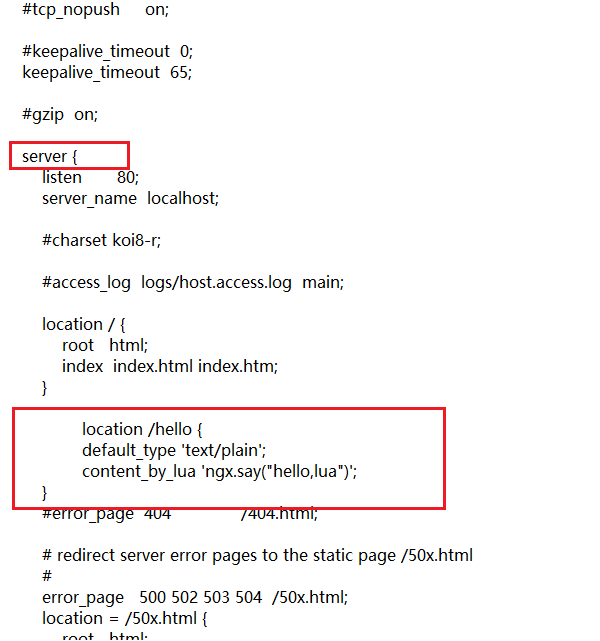 #tcp_nopush     on;
#keepalive_timeout  0;
keepalive_timeout  65;
#gzip  on;
server {
listen       80;
server_name  localhost;
#charset koi8-r;
#access_log  logs/host.access.log  main;
location / {
root   html;
index  index.html index.htm;
}
location /hello {
default_type 'text/plain';
content_by_lua 'ngx.say("hello,lua")';
}
#error_page  404              /404.html;
# redirect server error pages to the static page /50x.html
#
error_page   500 502 503 504  /50x.html;
location = /50x.html {
root   html;